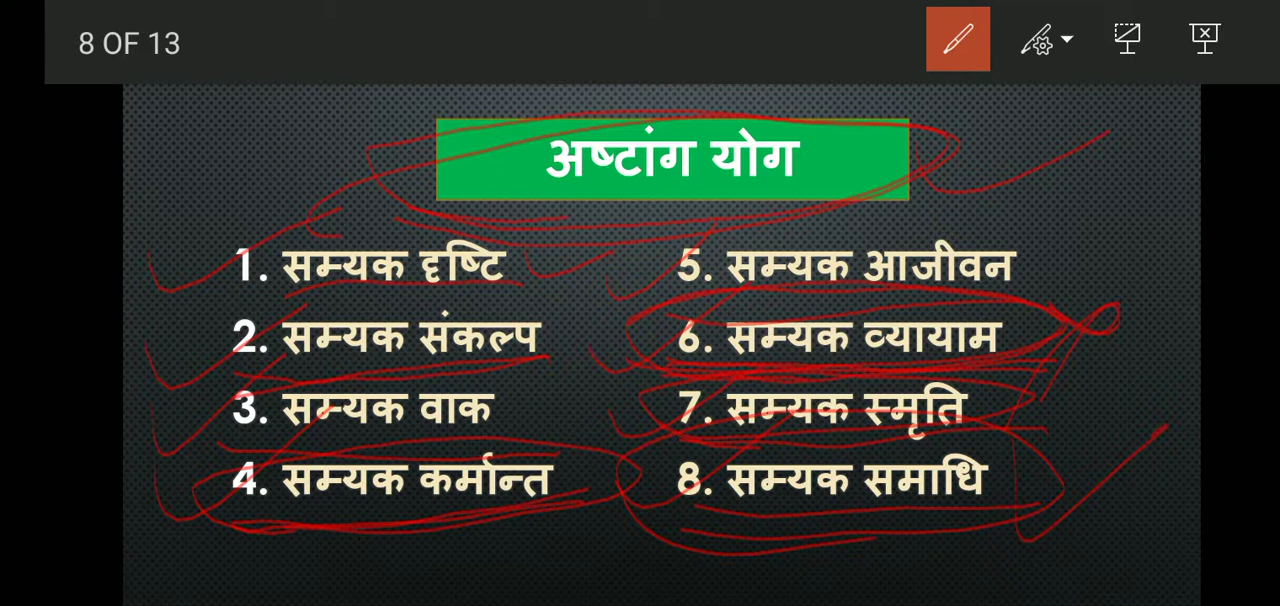 8 OF 13
अष्टांग योग
1. सम्यक दृष्टि
2. सम्यक संकल्प
3. सम्यक वाक
4. सम्यक कर्मान्त
5. सम्यक आजीवन
6. सम्यक व्यायाम
7. सम्यक स्मृति
8. सम्यक समाधि